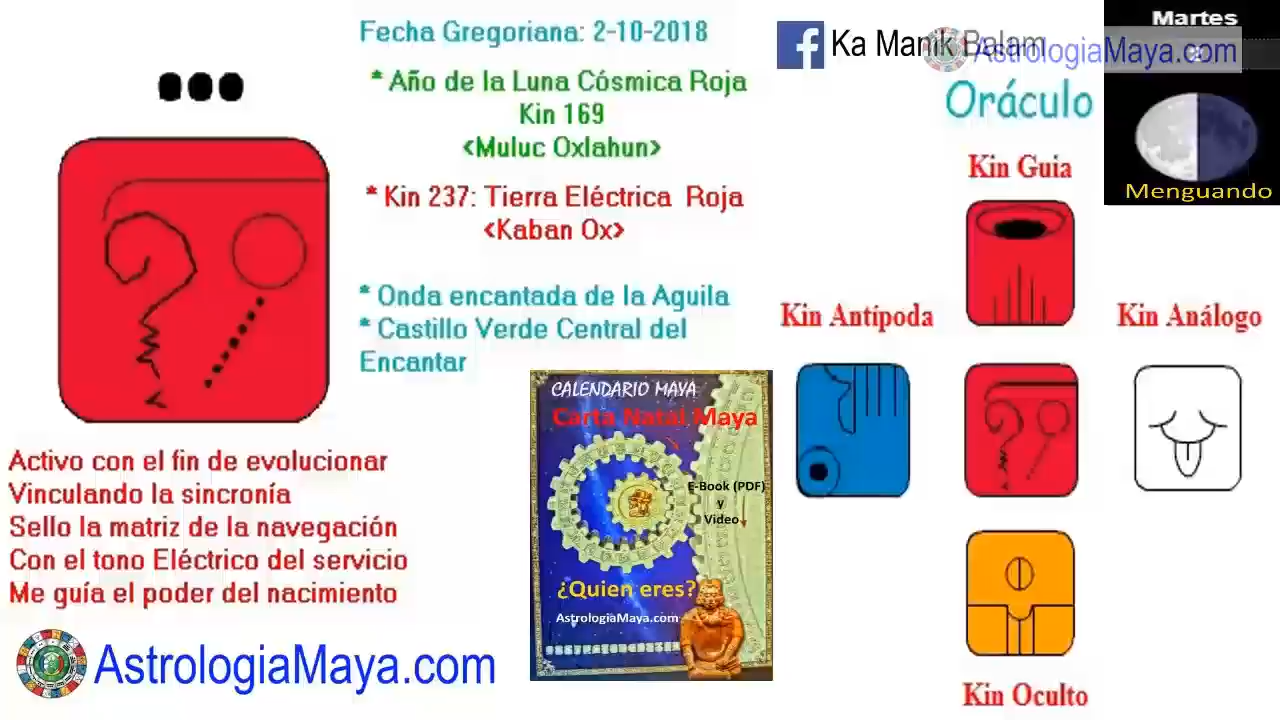 Fecha Gregoriana: 2-10-2018
* Año de la Luna Cósmica Roja
Kin 169
<Muluc Oxlahun>
* Kin 237: Tierra Eléctrica Roja
<Kaban Ox>
* Onda encantada de la Aguila
* Castillo Verde Central del
Encantar
Activo con el fin de evolucionar
Vinculando la sincronía
Sello la matriz de la navegación
Con el tono Eléctrico del servicio
Me guía el poder del nacimiento
AstrologiaMaya.com
CALENDARIO MAYA
Carta Natal Maya
E-Book (PDF)
y
Video
¿Quien eres?
AstrologiaMaya.com
f Ka Manik Balam
AstrologiaMaya.com
Martes
Menguando
Oráculo
Kin Guia
Kin Antípoda
Kin Análogo
Kin Oculto